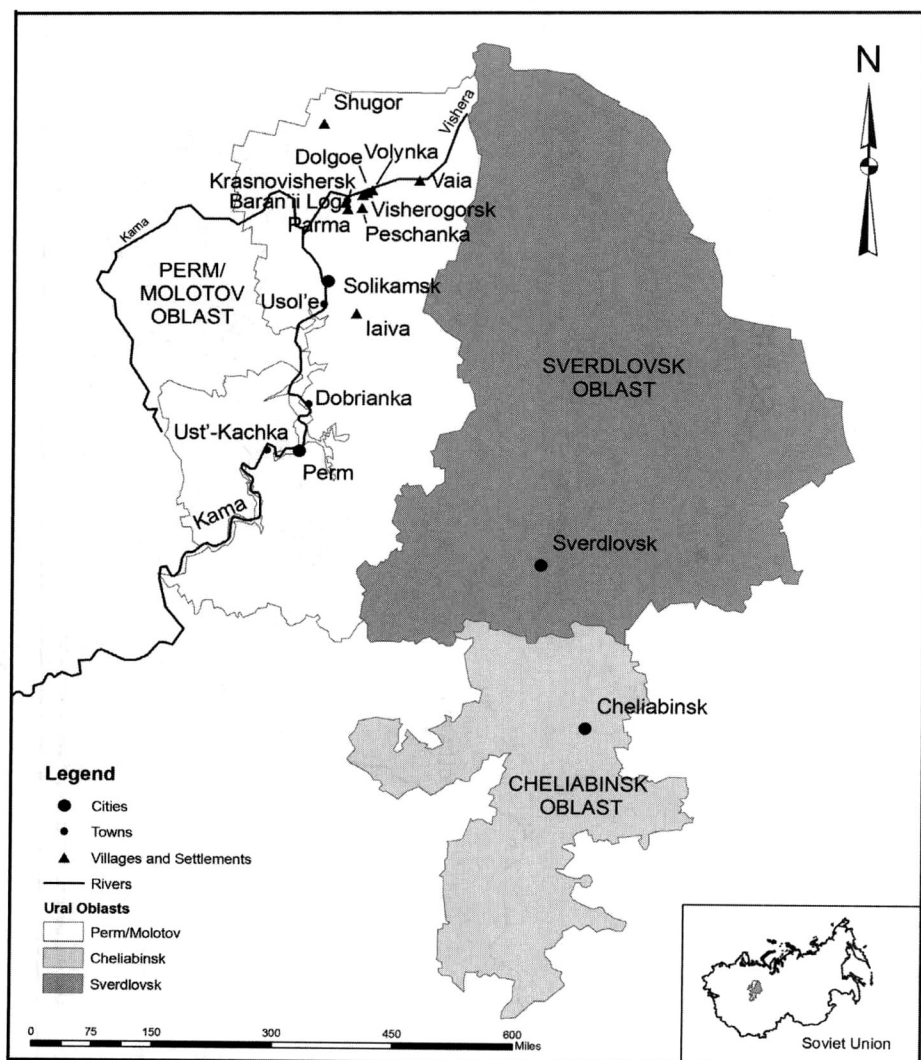 N
Shugor
Vishera
Dolgoe
Volynka
Krasnovishersk
Vaia
Baran'ii Log
Visherogorsk
Parma
Peschanka
Kama
PERM/
MOLOTOV
OBLAST
Solikamsk
Usol'e
Iaiva
SVERDLOVSK
OBLAST
Dobrianka
Ust'-Kachka
Perm
Kama
Sverdlovsk
Cheliabinsk
CHELIABINSK
OBLAST
Legend
Cities
Towns
Villages and Settlements
Rivers
Ural Oblasts
Perm/Molotov
Cheliabinsk
Sverdlovsk
0 75 150 300 450 600
Miles
Soviet Union